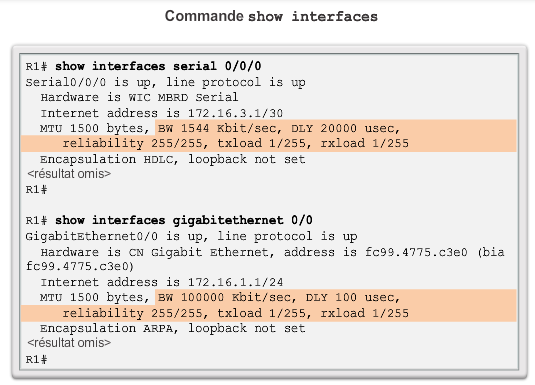 Commande show interfaces
R1# show interfaces serial 0/0/0
Serial0/0/0 is up, line protocol is up
Hardware is WIC MBRD Serial
Internet address is 172.16.3.1/30
MTU 1500 bytes, BW 1544 Kbit/sec, DLY 20000 usec,
reliability 255/255, txload 1/255, rxload 1/255
Encapsulation HDLC, loopback not set
<résultat omis>
R1#
R1# show interfaces gigabitethernet 0/0
GigabitEthernet0/0 is up, line protocol is up
Hardware is CN Gigabit Ethernet, address is fc99.4775.c3e0 (bia
fc99.4775.c3e0)
Internet address is 172.16.1.1/24
MTU 1500 bytes, BW 100000 Kbit/sec, DLY 100 usec,
reliability 255/255, txload 1/255, rxload 1/255
Encapsulation ARPA, loopback not set
<résultat omis>
R1#